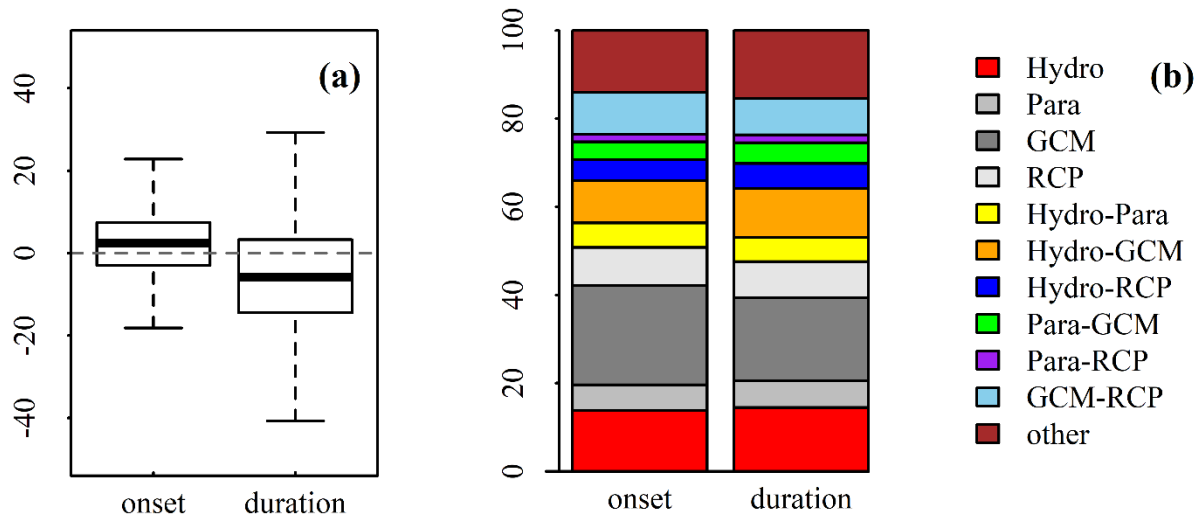 (a)
40
20
0
-20
-40
onset duration
100
80
60
40
20
0
onset duration
(b)
Hydro
Para
GCM
RCP
Hydro-Para
Hydro-GCM
Hydro-RCP
Para-GCM
Para-RCP
GCM-RCP
other